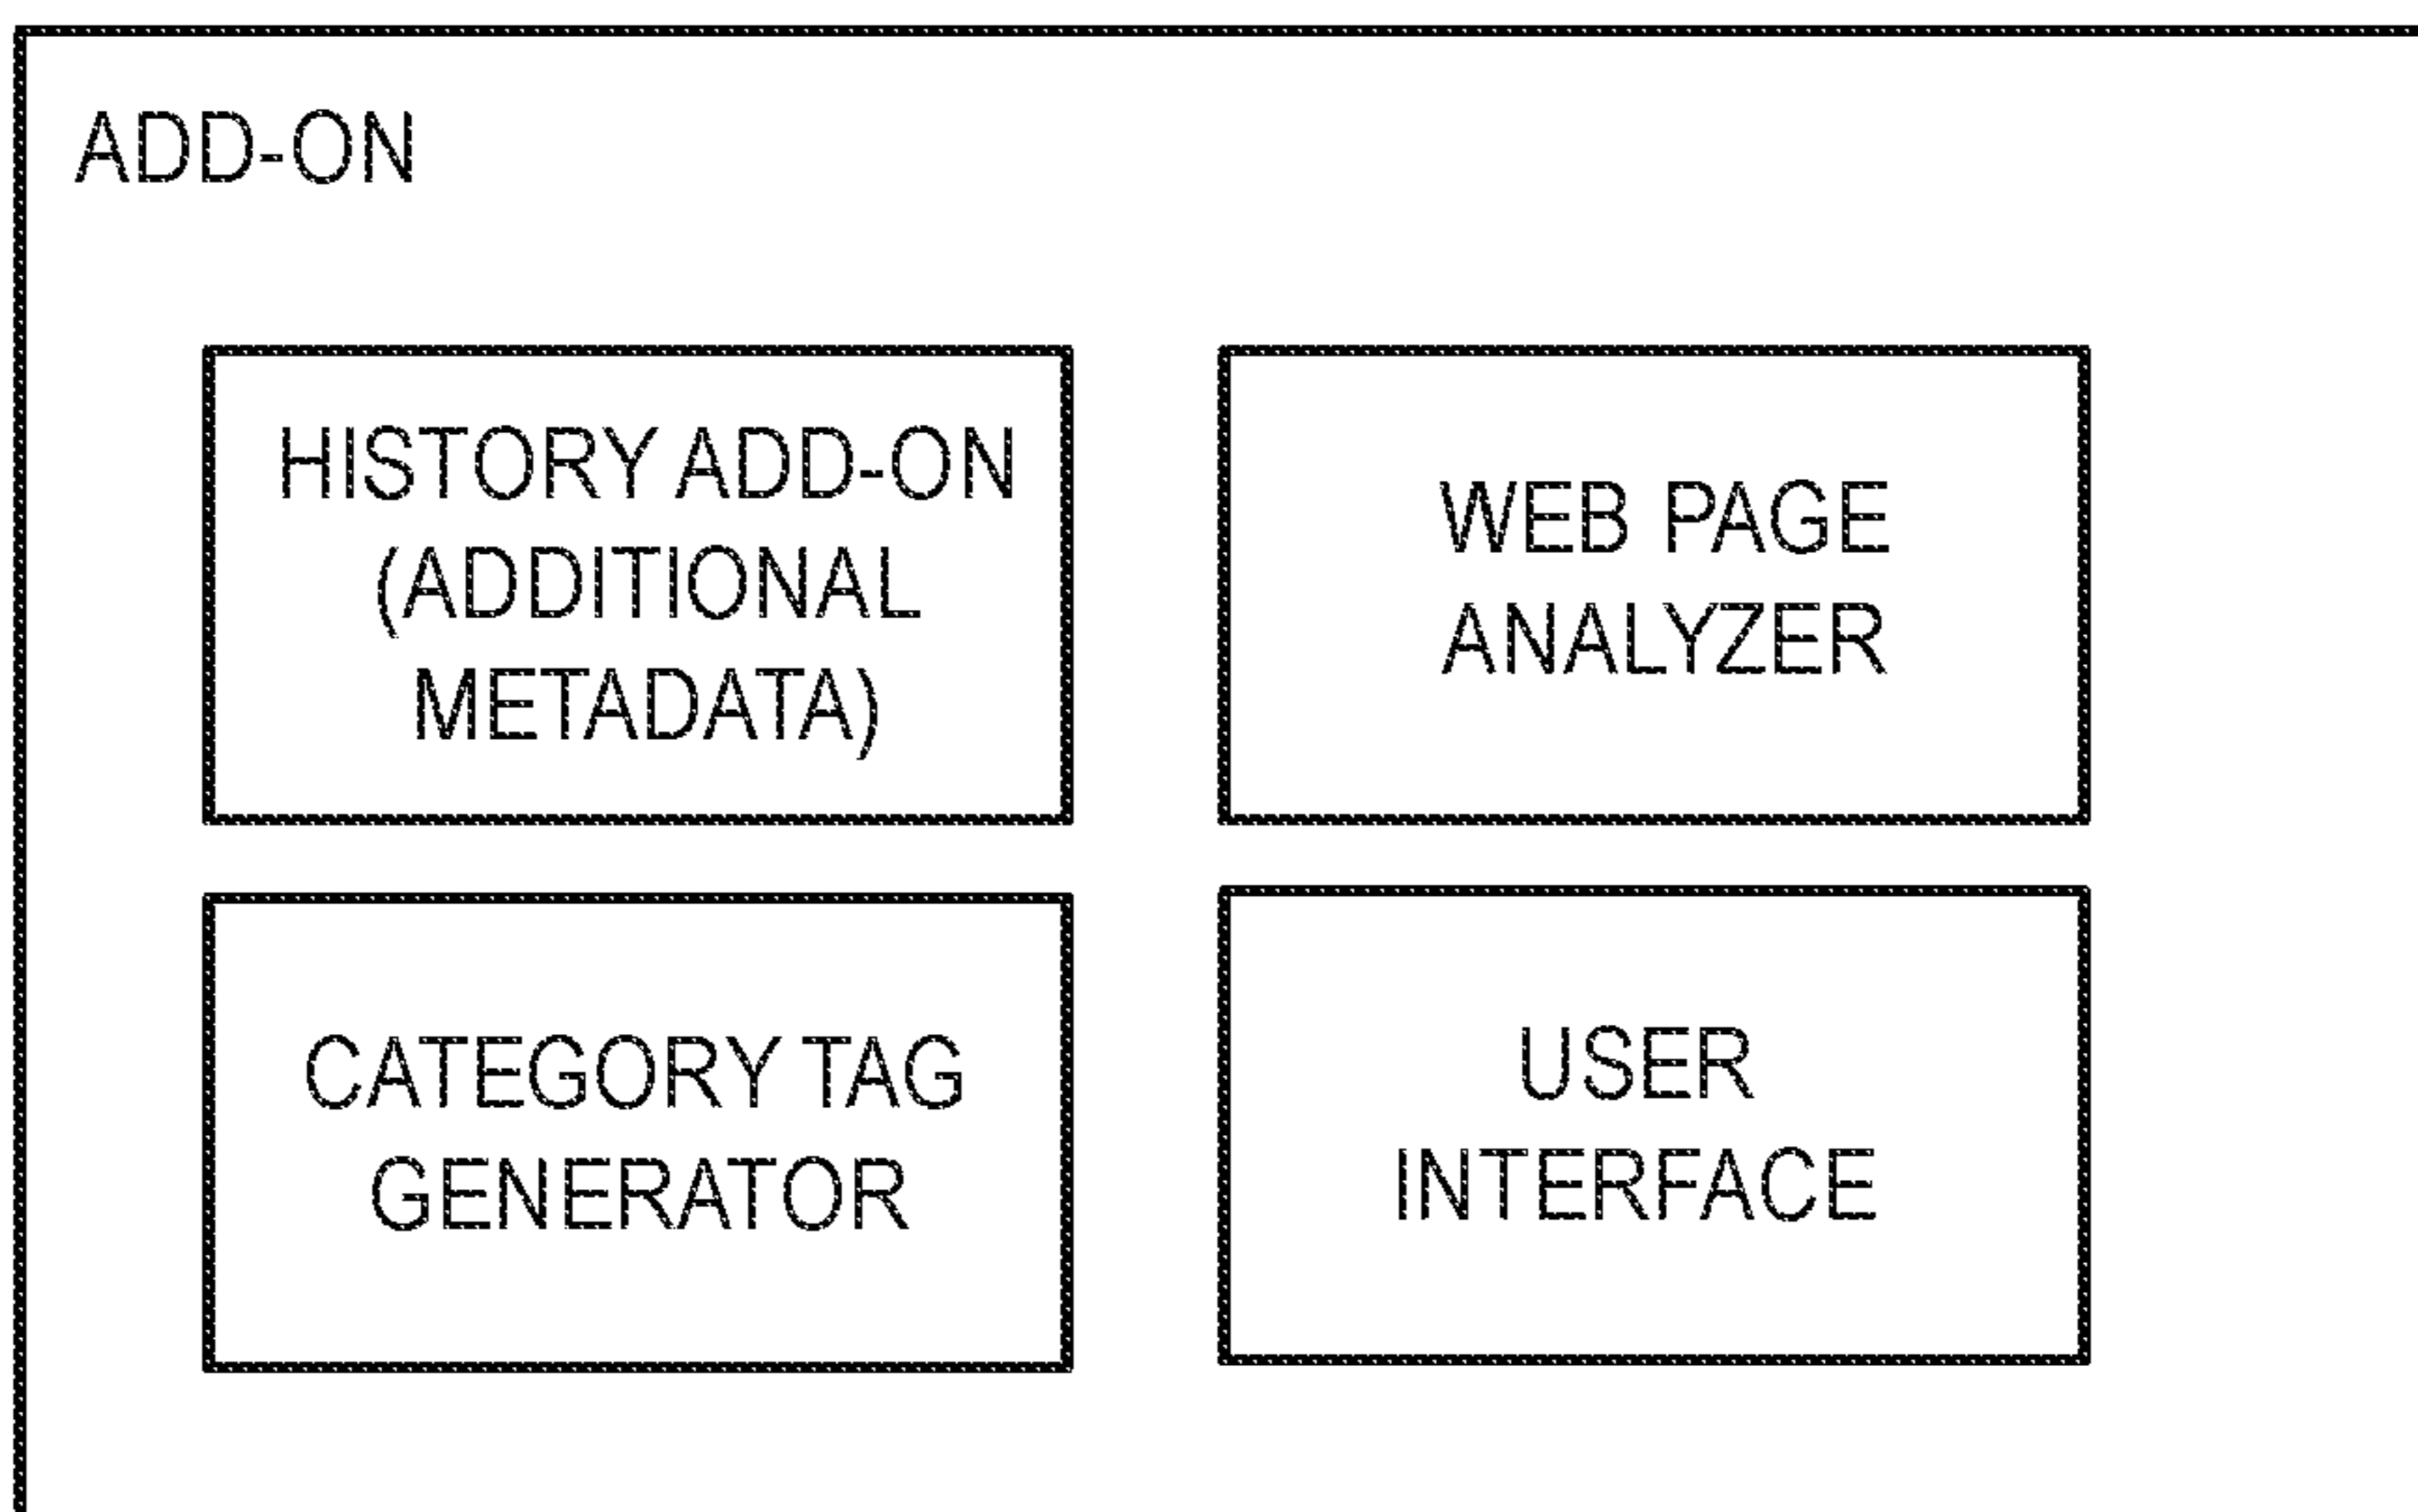 ADD-ON
HISTORY ADD-ON
(ADDITIONAL
METADATA)
WEB PAGE
ANALYZER
CATEGORY TAG
GENERATOR
USER
INTERFACE